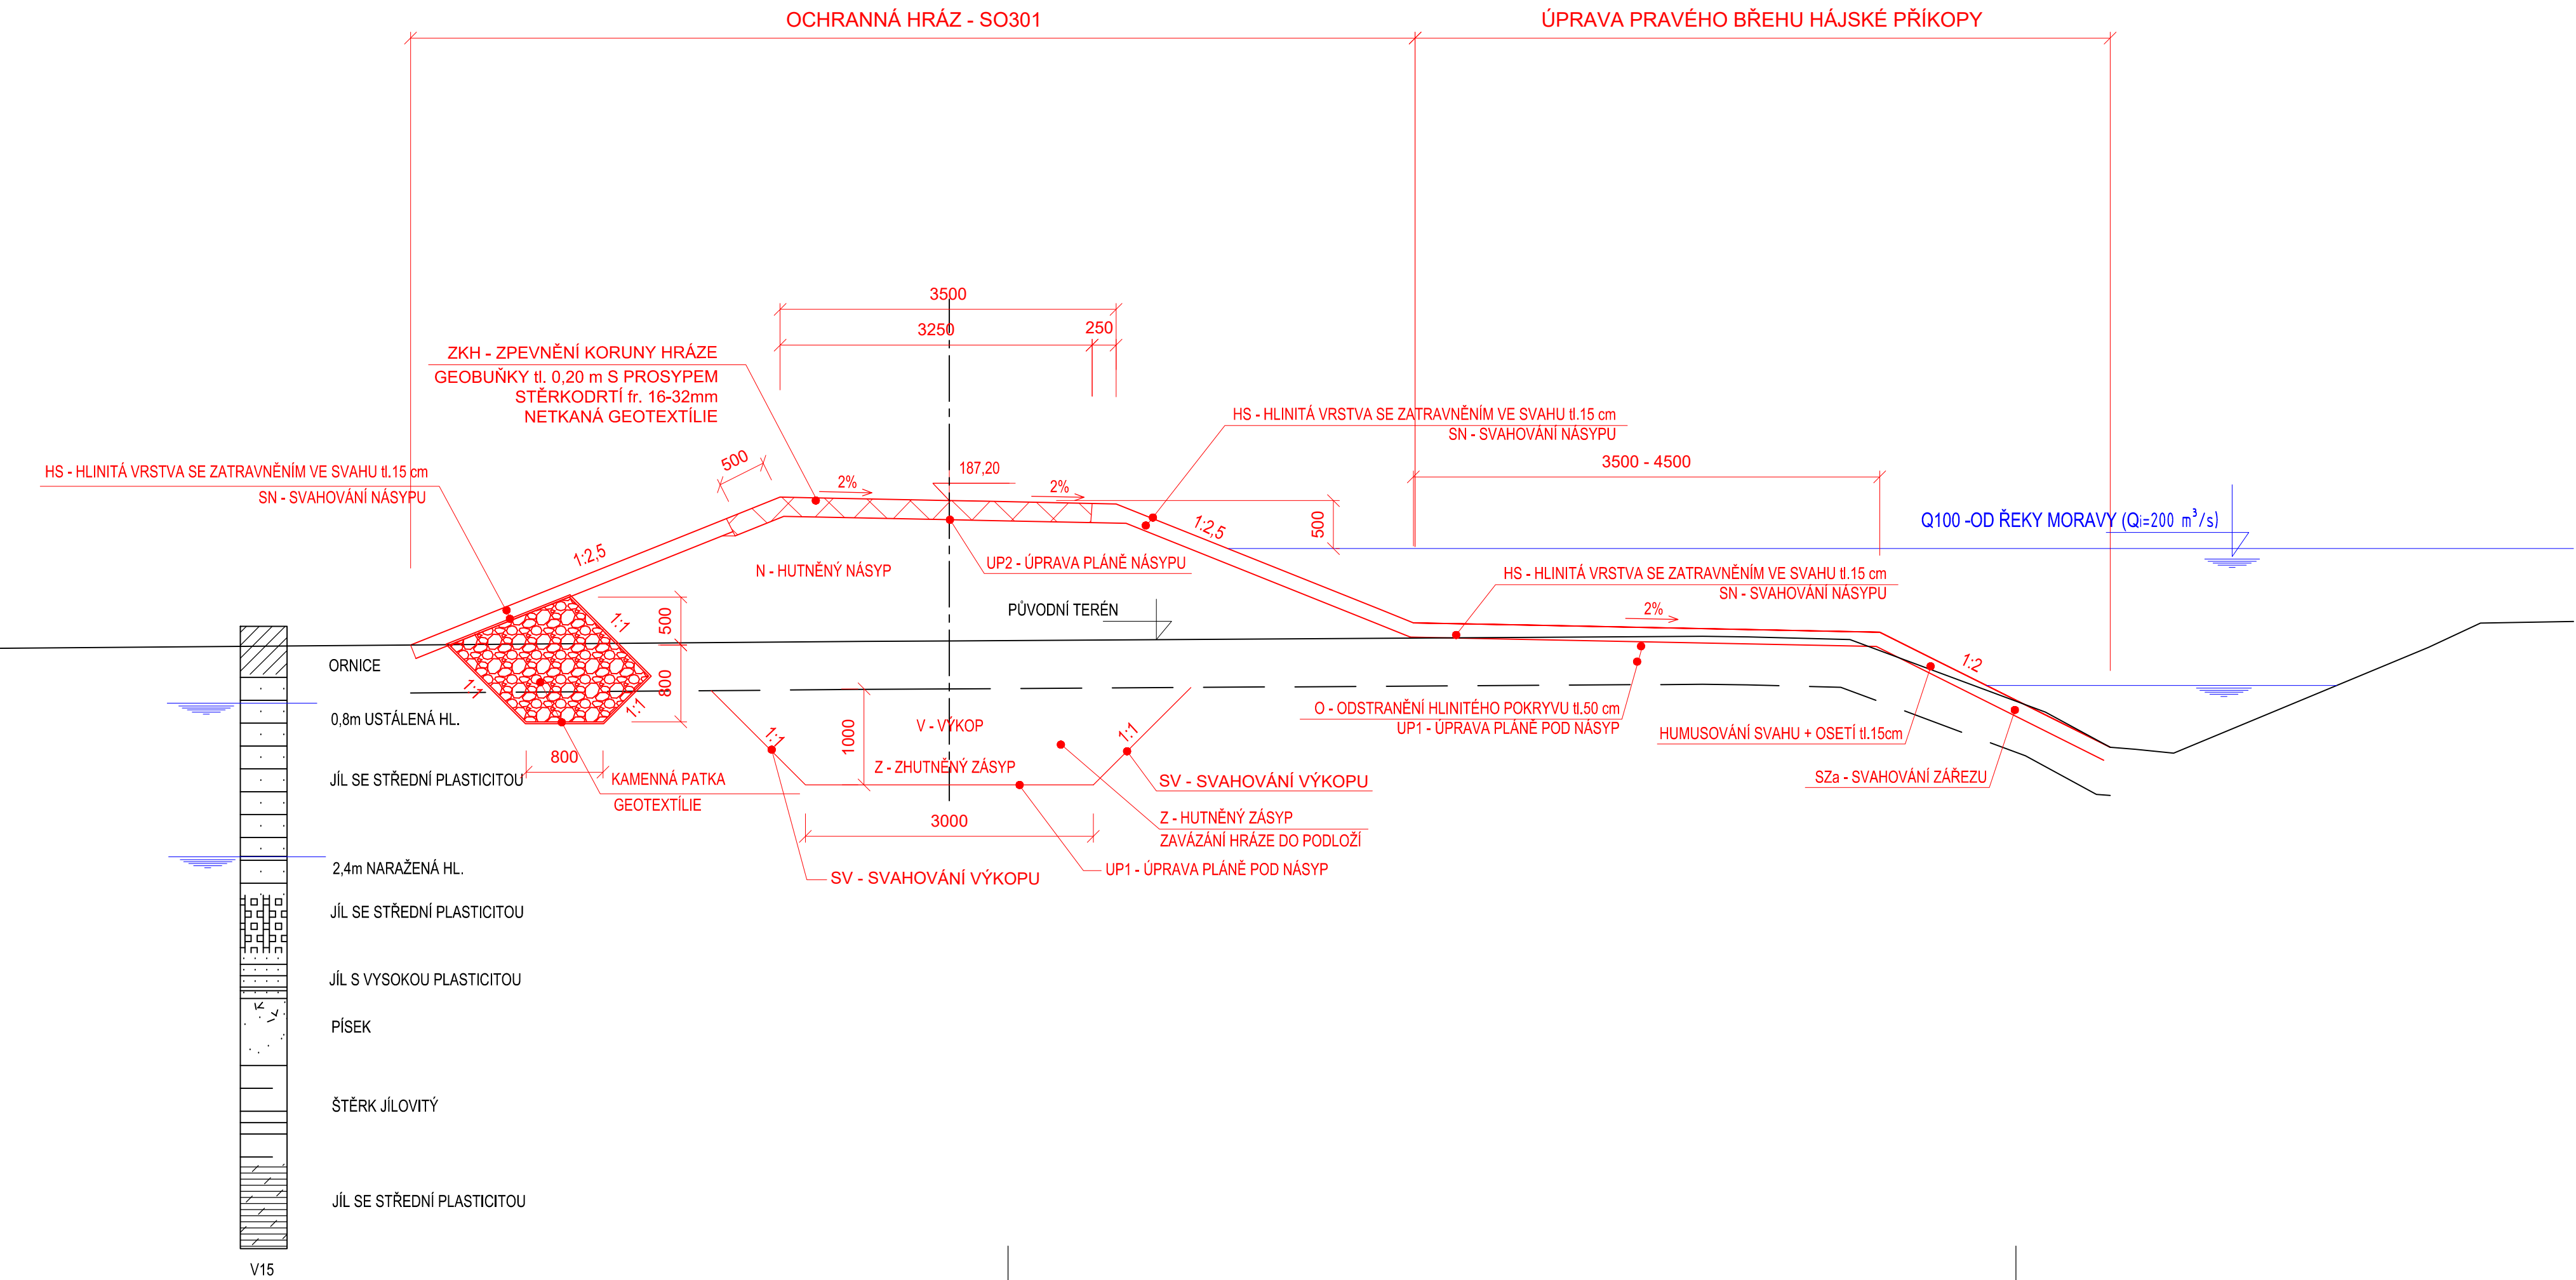 OCHRANNÁ HRÁZ - SO301
ÚPRAVA PRAVÉHO BŘEHU HÁJSKÉ PŘÍKOPY
3500
3250
250
ZKH - ZPEVNĚNÍ KORUNY HRÁZE
GEOBUŇKY tl. 0,20 m S PROSYPEM
STĚRKODRTÍ fr. 16-32mm
NETKANÁ GEOTEXTÍLIE
HS - HLINITÁ VRSTVA SE ZATRAVNĚNÍM VE SVAHU tl.15 cm
SN - SVAHOVÁNÍ NÁSYPU
HS - HLINITÁ VRSTVA SE ZATRAVNĚNÍM VE SVAHU tl.15 cm
SN - SVAHOVÁNÍ NÁSYPU
500
2%
187,20
2%
3500 - 4500
500
1:2,5
Q100 -OD ŘEKY MORAVY (Qi=200 m³/s)
1:2,5
N - HUTNĚNÝ NÁSYP
UP2 - ÚPRAVA PLÁNĚ NÁSYPU
HS - HLINITÁ VRSTVA SE ZATRAVNĚNÍM VE SVAHU tl.15 cm
SN - SVAHOVÁNÍ NÁSYPU
PŮVODNÍ TERÉN
2%
1:1
500
ORNICE
1:1
800
1:1
1:2
0,8m USTÁLENÁ HL.
1:1
1000
V - VÝKOP
1:1
O - ODSTRANĚNÍ HLINITÉHO POKRYVU tl.50 cm
UP1 - ÚPRAVA PLÁNĚ POD NÁSYP
HUMUSOVÁNÍ SVAHU + OSETÍ tl.15cm
800
Z - ZHUTNĚNÝ ZÁSYP
JÍL SE STŘEDNÍ PLASTICITOU
KAMENNÁ PATKA
GEOTEXTÍLIE
SV - SVAHOVÁNÍ VÝKOPU
SZa - SVAHOVÁNÍ ZÁŘEZU
3000
Z - HUTNĚNÝ ZÁSYP
ZAVÁZÁNÍ HRÁZE DO PODLOŽÍ
2,4m NARAŽENÁ HL.
SV - SVAHOVÁNÍ VÝKOPU
UP1 - ÚPRAVA PLÁNĚ POD NÁSYP
JÍL SE STŘEDNÍ PLASTICITOU
JÍL S VYSOKOU PLASTICITOU
PÍSEK
ŠTĚRK JÍLOVITÝ
JÍL SE STŘEDNÍ PLASTICITOU
V15